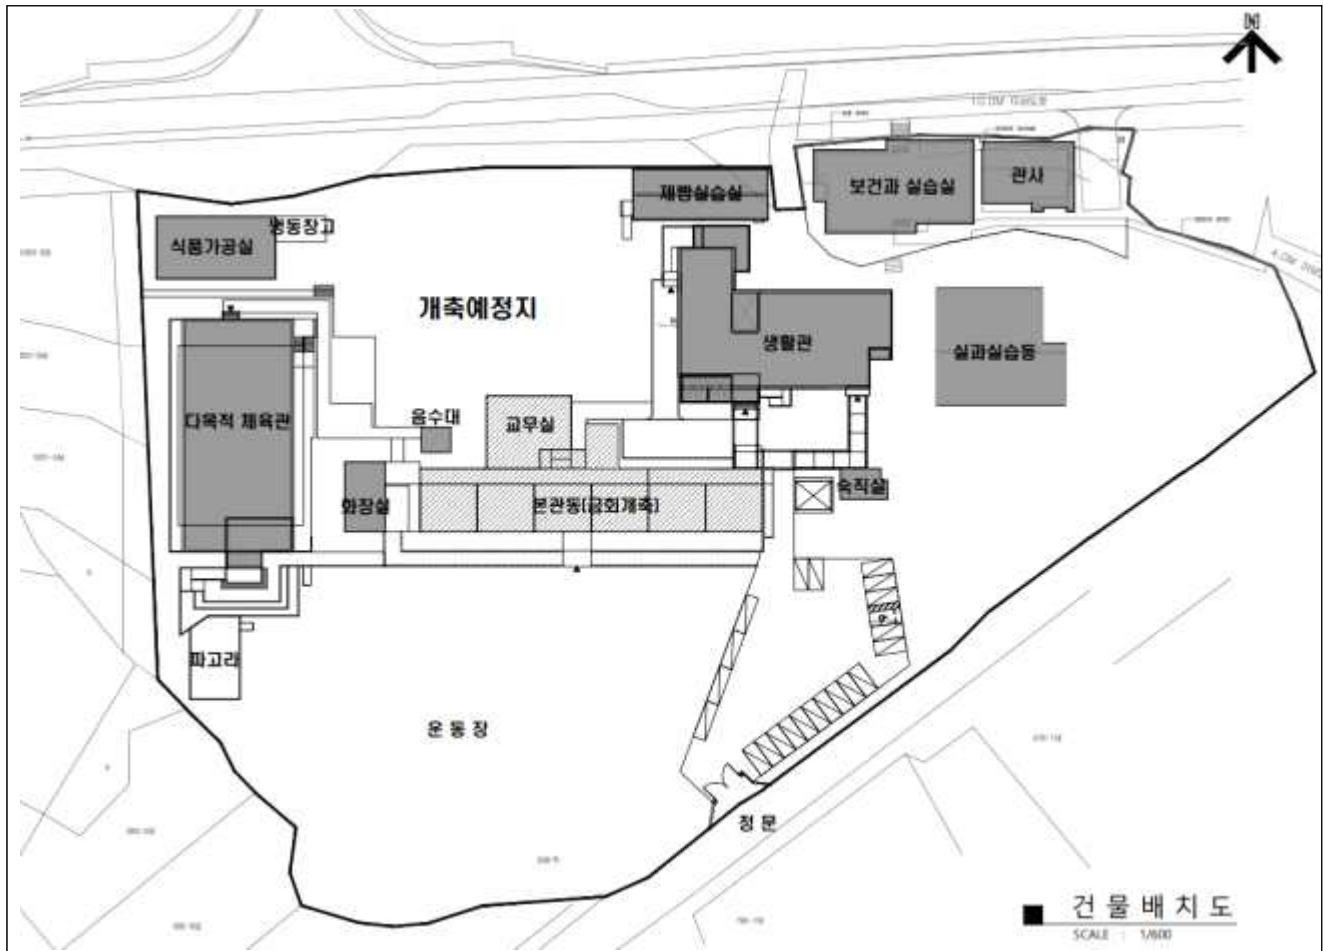 [N]
보건과 실습실
관사
제빵실습실
냉동창고
식품가공실
개축예정지
생활관
실과실습동
다목적 체육관
음수대
교무실
화장실
본관동(금회개축)
숙직실
파고라
운 동 장
정 문
건 물 배 치 도
SCALE : 1/600